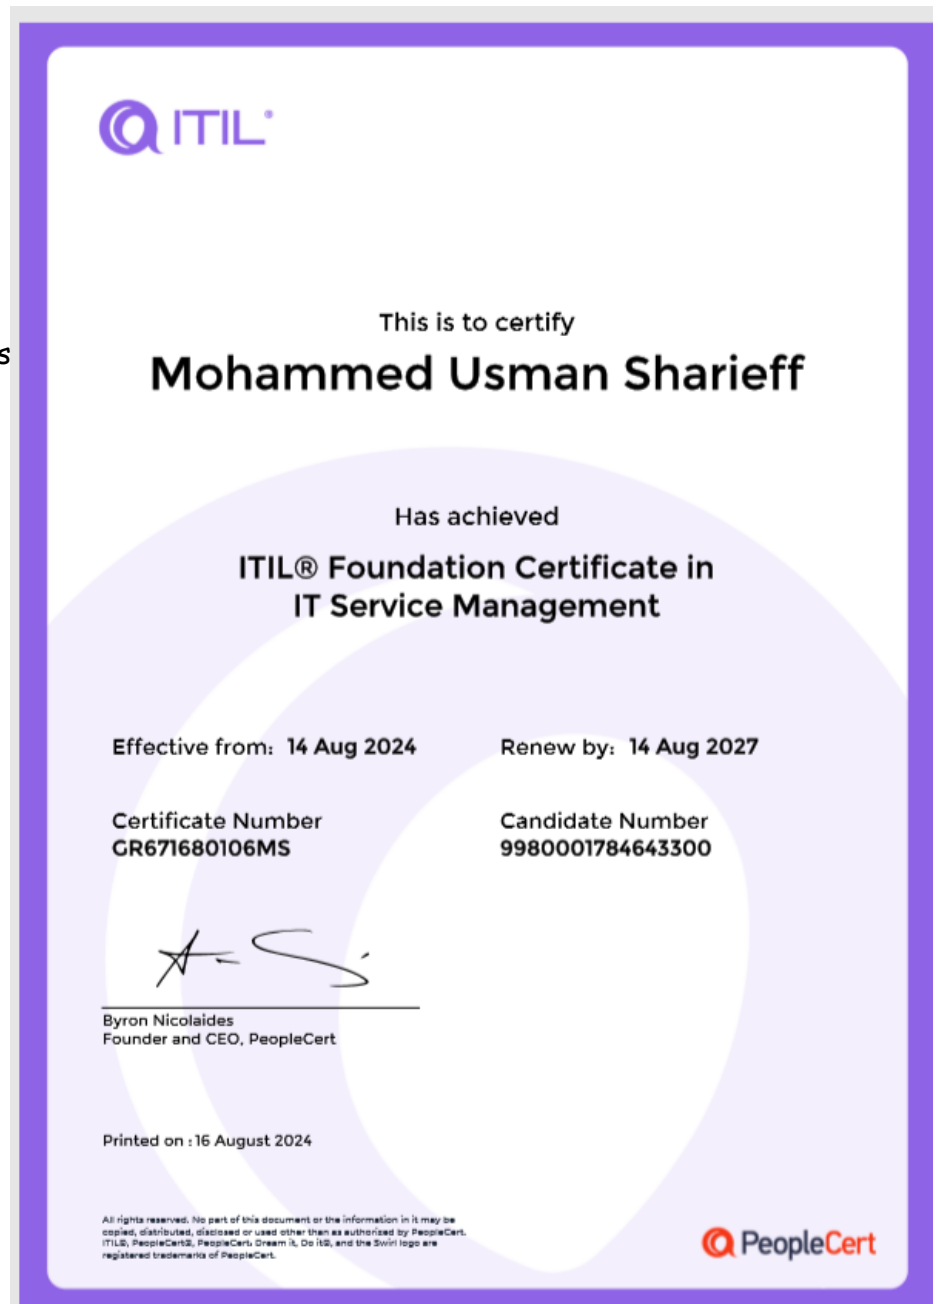 ITIL®
This is to certify
s
Mohammed Usman Sharieff
Has achieved
ITIL® Foundation Certificate in
IT Service Management
Effective from: 14 Aug 2024 Renew by: 14 Aug 2027
Certificate Number Candidate Number
GR671680106MS 9980001784643300
Byron Nicolaides
Founder and CEO, PeopleCert
Printed on : 16 August 2024
All rights reserved. No part of this document or the information in it may be
copied, distributed, disclosed or used other than as authorized by PeopleCert.
ITIL®, PeopleCert®, PeopleCert. Dream it, Do it®, and the Swirl logo are
registered trademarks of PeopleCert.
PeopleCert